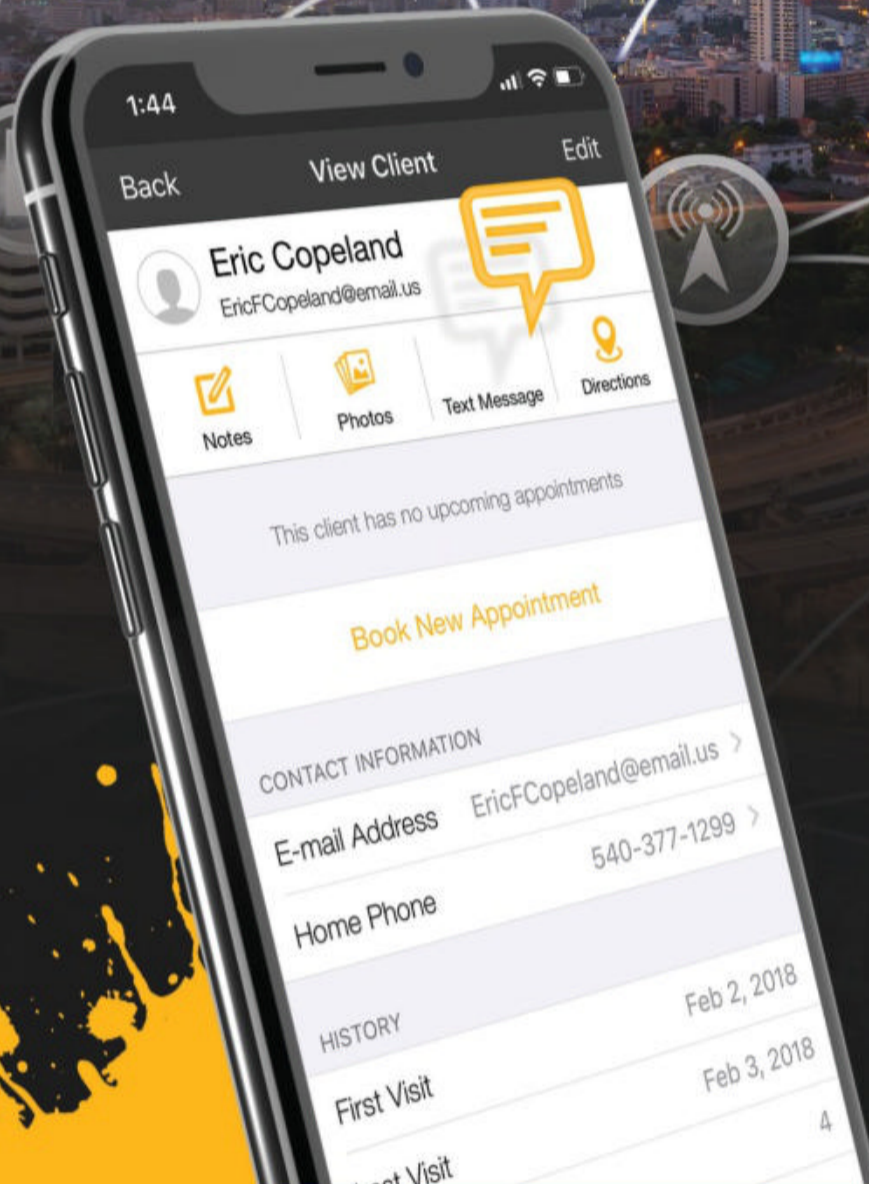 1:44
Back View Client Edit
Eric Copeland
EricFCopeland@email.us
Notes Photos Text Message Directions
This client has no upcoming appointments
Book New Appointment
CONTACT INFORMATION
E-mail Address EricFCopeland@email.us
Home Phone 540-377-1299
HISTORY
First Visit Feb 2, 2018
Visit Feb 3, 2018
4